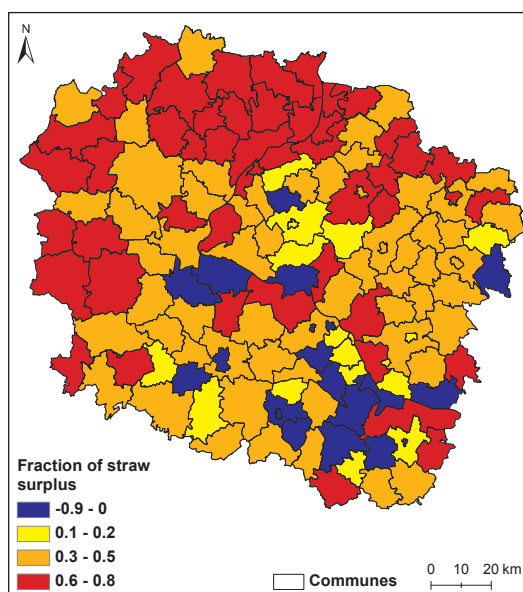 N
Fraction of straw
surplus
-0.9 - 0
0.1 - 0.2
0.3 - 0.5
0.6 - 0.8
Communes
0 10 20 km